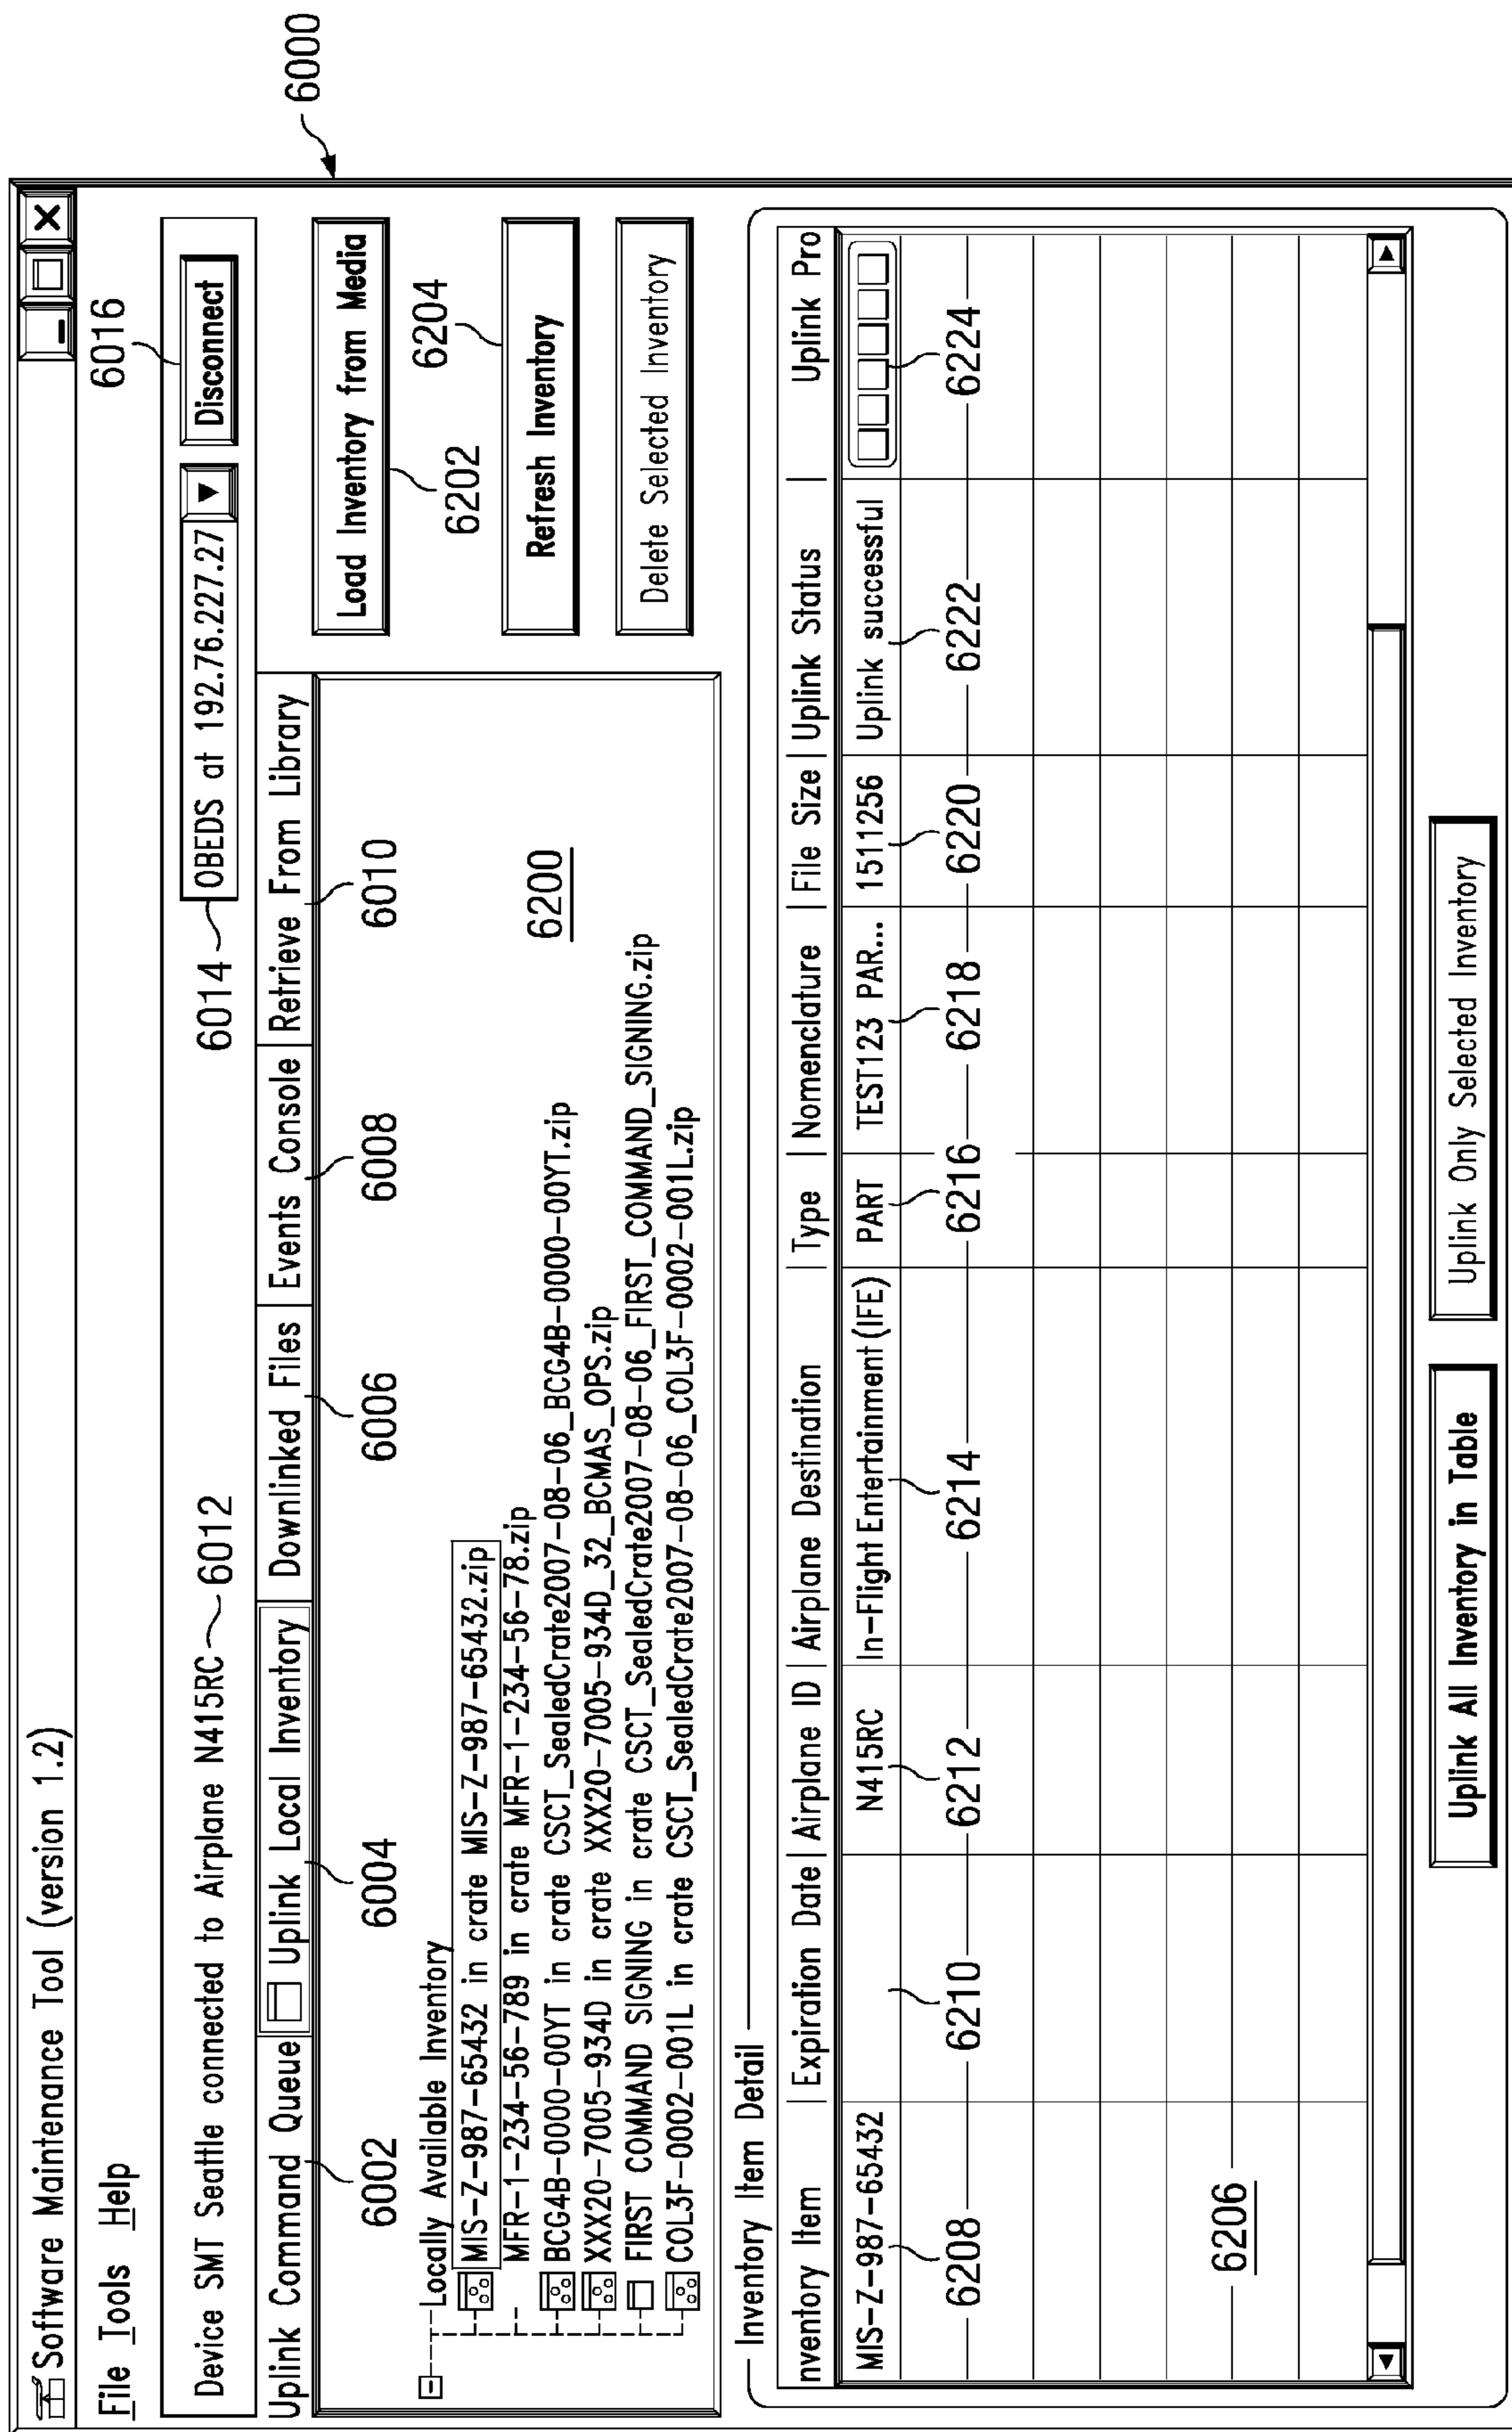 Software Maintenance Tool (version 1.2)
6000
File Tools Help
6016
Device SMT Seattle connected to Airplane N415RC 6012 6014 OBEDS at 192.76.227.27 Disconnect
Uplink Command Queue Uplink Local Inventory Downlinked Files Events Console Retrieve From Library
6002 6004 6006 6008 6010
Load Inventory from Media
Locally Available Inventory
6202 6204
MIS-Z-987-65432 in crate MIS-Z-987-65432.zip
MFR-1-234-56-789 in crate MFR-1-234-56-78.zip
6200
Refresh Inventory
BCG4B-0000-00YT in crate CSCT_SealedCrate2007-08-06_BCG4B-0000-00YT.zip
XXX20-7005-934D in crate XXX20-7005-934D_32_BCMAS_OPS.zip
FIRST COMMAND SIGNING in crate CSCT_SealedCrate2007-08-06_FIRST_COMMAND_SIGNING.zip
Delete Selected Inventory
COL3F-0002-001L in crate CSCT_SealedCrate2007-08-06_COL3F-0002-001L.zip
Inventory Item Detail
nventory Item Expiration Date Airplane ID Airplane Destination Type Nomenclature File Size Uplink Status Uplink Pro
MIS-Z-987-65432 N415RC In-Flight Entertainment (IFE) PART TEST123 PAR... 1511256 Uplink successful
6208 6210 6212 6214 6216 6218 6220 6222 6224
6206
Uplink All Inventory in Table Uplink Only Selected Inventory